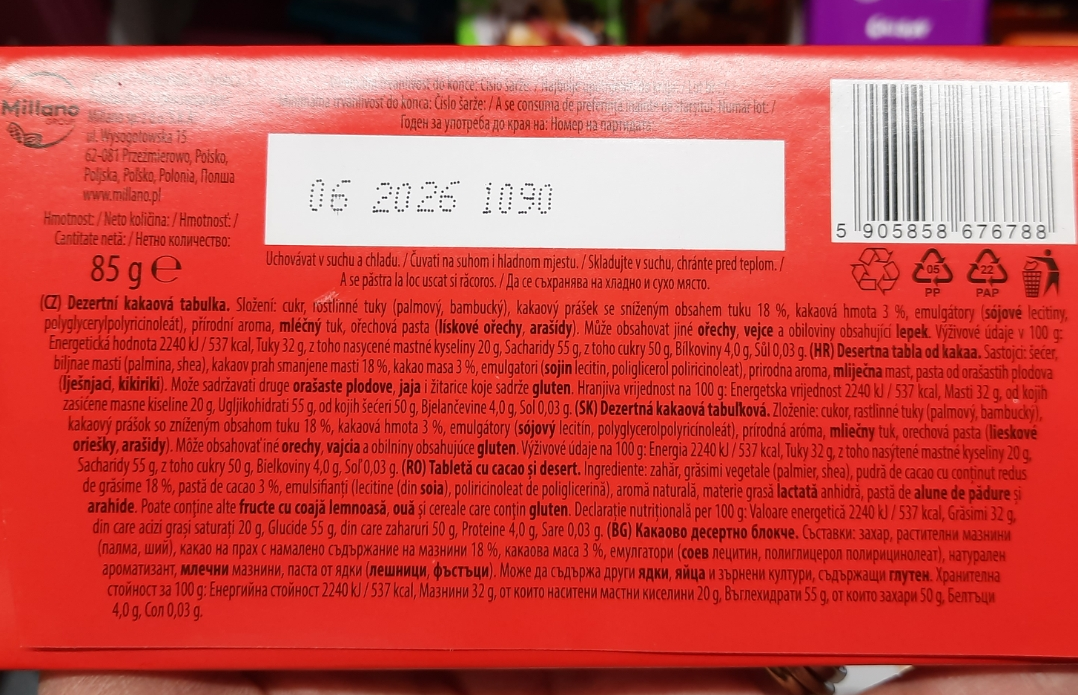 Millano
ul. Wysogotowska 15
62-081 Przeźmierowo, Polsko,
Poljska, Poľsko, Polonia, Полша
www.millano.pl
Hmotnost: / Neto količina: / Hmotnosť: /
Cantitate netă: / Нетно количество:
85 g ℮
trvanlivost do konce: Číslo šarže: /
Minimálna trvanlivosť do konca: Číslo šarže: / A se consuma de preferință înainte de sfârșitul: Număr lot: /
Годен за употреба до края на: Номер на партидата:
06 2026 1090
5 905858 676788
05
PP
22
PAP
Uchovávat v suchu a chladu. / Čuvati na suhom i hladnom mjestu. / Skladujte v suchu, chráňte pred teplom. /
A se păstra la loc uscat si răcoros. / Да се съхранява на хладно и сухо място.
(CZ) Dezertní kakaová tabulka. Složení: cukr, rostlinné tuky (palmový, bambucký), kakaový prášek se sníženým obsahem tuku 18 %, kakaová hmota 3 %, emulgátory (sójové lecitiny,
polyglycerylpolyricinoleát), přírodní aroma, mléčný tuk, ořechová pasta (lískové ořechy, arašídy). Může obsahovat jiné ořechy, vejce a obiloviny obsahující lepek. Výživové údaje v 100 g:
Energetická hodnota 2240 kJ / 537 kcal, Tuky 32 g, z toho nasycené mastné kyseliny 20 g, Sacharidy 55 g, z toho cukry 50 g, Bílkoviny 4,0 g, Sůl 0,03 g. (HR) Desertna tabla od kakaa. Sastojci: šećer,
biljnae masti (palmina, shea), kakaov prah smanjene masti 18 %, kakao masa 3 %, emulgatori (sojin lecitin, poliglicerol poliricinoleat), prirodna aroma, mliječna mast, pasta od orašastih plodova
(lješnjaci, kikiriki). Može sadržavati druge orašaste plodove, jaja i žitarice koje sadrže gluten. Hranjiva vrijednost na 100 g: Energetska vrijednost 2240 kJ / 537 kcal, Masti 32 g, od kojih
zasićene masne kiseline 20 g, Ugljikohidrati 55 g, od kojih šećeri 50 g, Bjelančevine 4,0 g, Sol 0,03 g. (SK) Dezertná kakaová tabuľková. Zloženie: cukor, rastlinné tuky (palmový, bambucký),
kakaový prášok so zníženým obsahom tuku 18 %, kakaová hmota 3 %, emulgátory (sójový lecitín, polyglycerolpolyricínoleát), prírodná aróma, mliečny tuk, orechová pasta (lieskové
oriešky, arašidy). Môže obsahovať iné orechy, vajcia a obilniny obsahujúce gluten. Výživové údaje na 100 g: Energia 2240 kJ / 537 kcal, Tuky 32 g, z toho nasýtené mastné kyseliny 20 g,
Sacharidy 55 g, z toho cukry 50 g, Bielkoviny 4,0 g, Soľ 0,03 g. (RO) Tabletă cu cacao și desert. Ingrediente: zahăr, grăsimi vegetale (palmier, shea), pudră de cacao cu conținut redus
de grăsime 18 %, pastă de cacao 3 %, emulsifianți (lecitine (din soia), poliricinoleat de poliglicerină), aromă naturală, materie grasă lactată anhidră, pastă de alune de pădure și
arahide. Poate conține alte fructe cu coajă lemnoasă, ouă și cereale care conțin gluten. Declarație nutrițională per 100 g: Valoare energetică 2240 kJ / 537 kcal, Grăsimi 32 g,
din care acizi grași saturați 20 g, Glucide 55 g, din care zaharuri 50 g, Proteine 4,0 g, Sare 0,03 g. (BG) Какаово десертно блокче. Съставки: захар, растителни мазнини
(палма, ший), какао на прах с намалено съдържание на мазнини 18 %, какаова маса 3 %, емулгатори (соев лецитин, полиглицерол полирицинолеат), натурален
ароматизант, млечни мазнини, паста от ядки (лешници, фъстъци). Може да съдържа други ядки, яйца и зърнени култури, съдържащи глутен. Хранителна
стойност за 100 g: Енергийна стойност 2240 kJ / 537 kcal, Мазнини 32 g, от които наситени мастни киселини 20 g, Въглехидрати 55 g, от които захари 50 g, Белтъци
4,0 g, Сол 0,03 g.